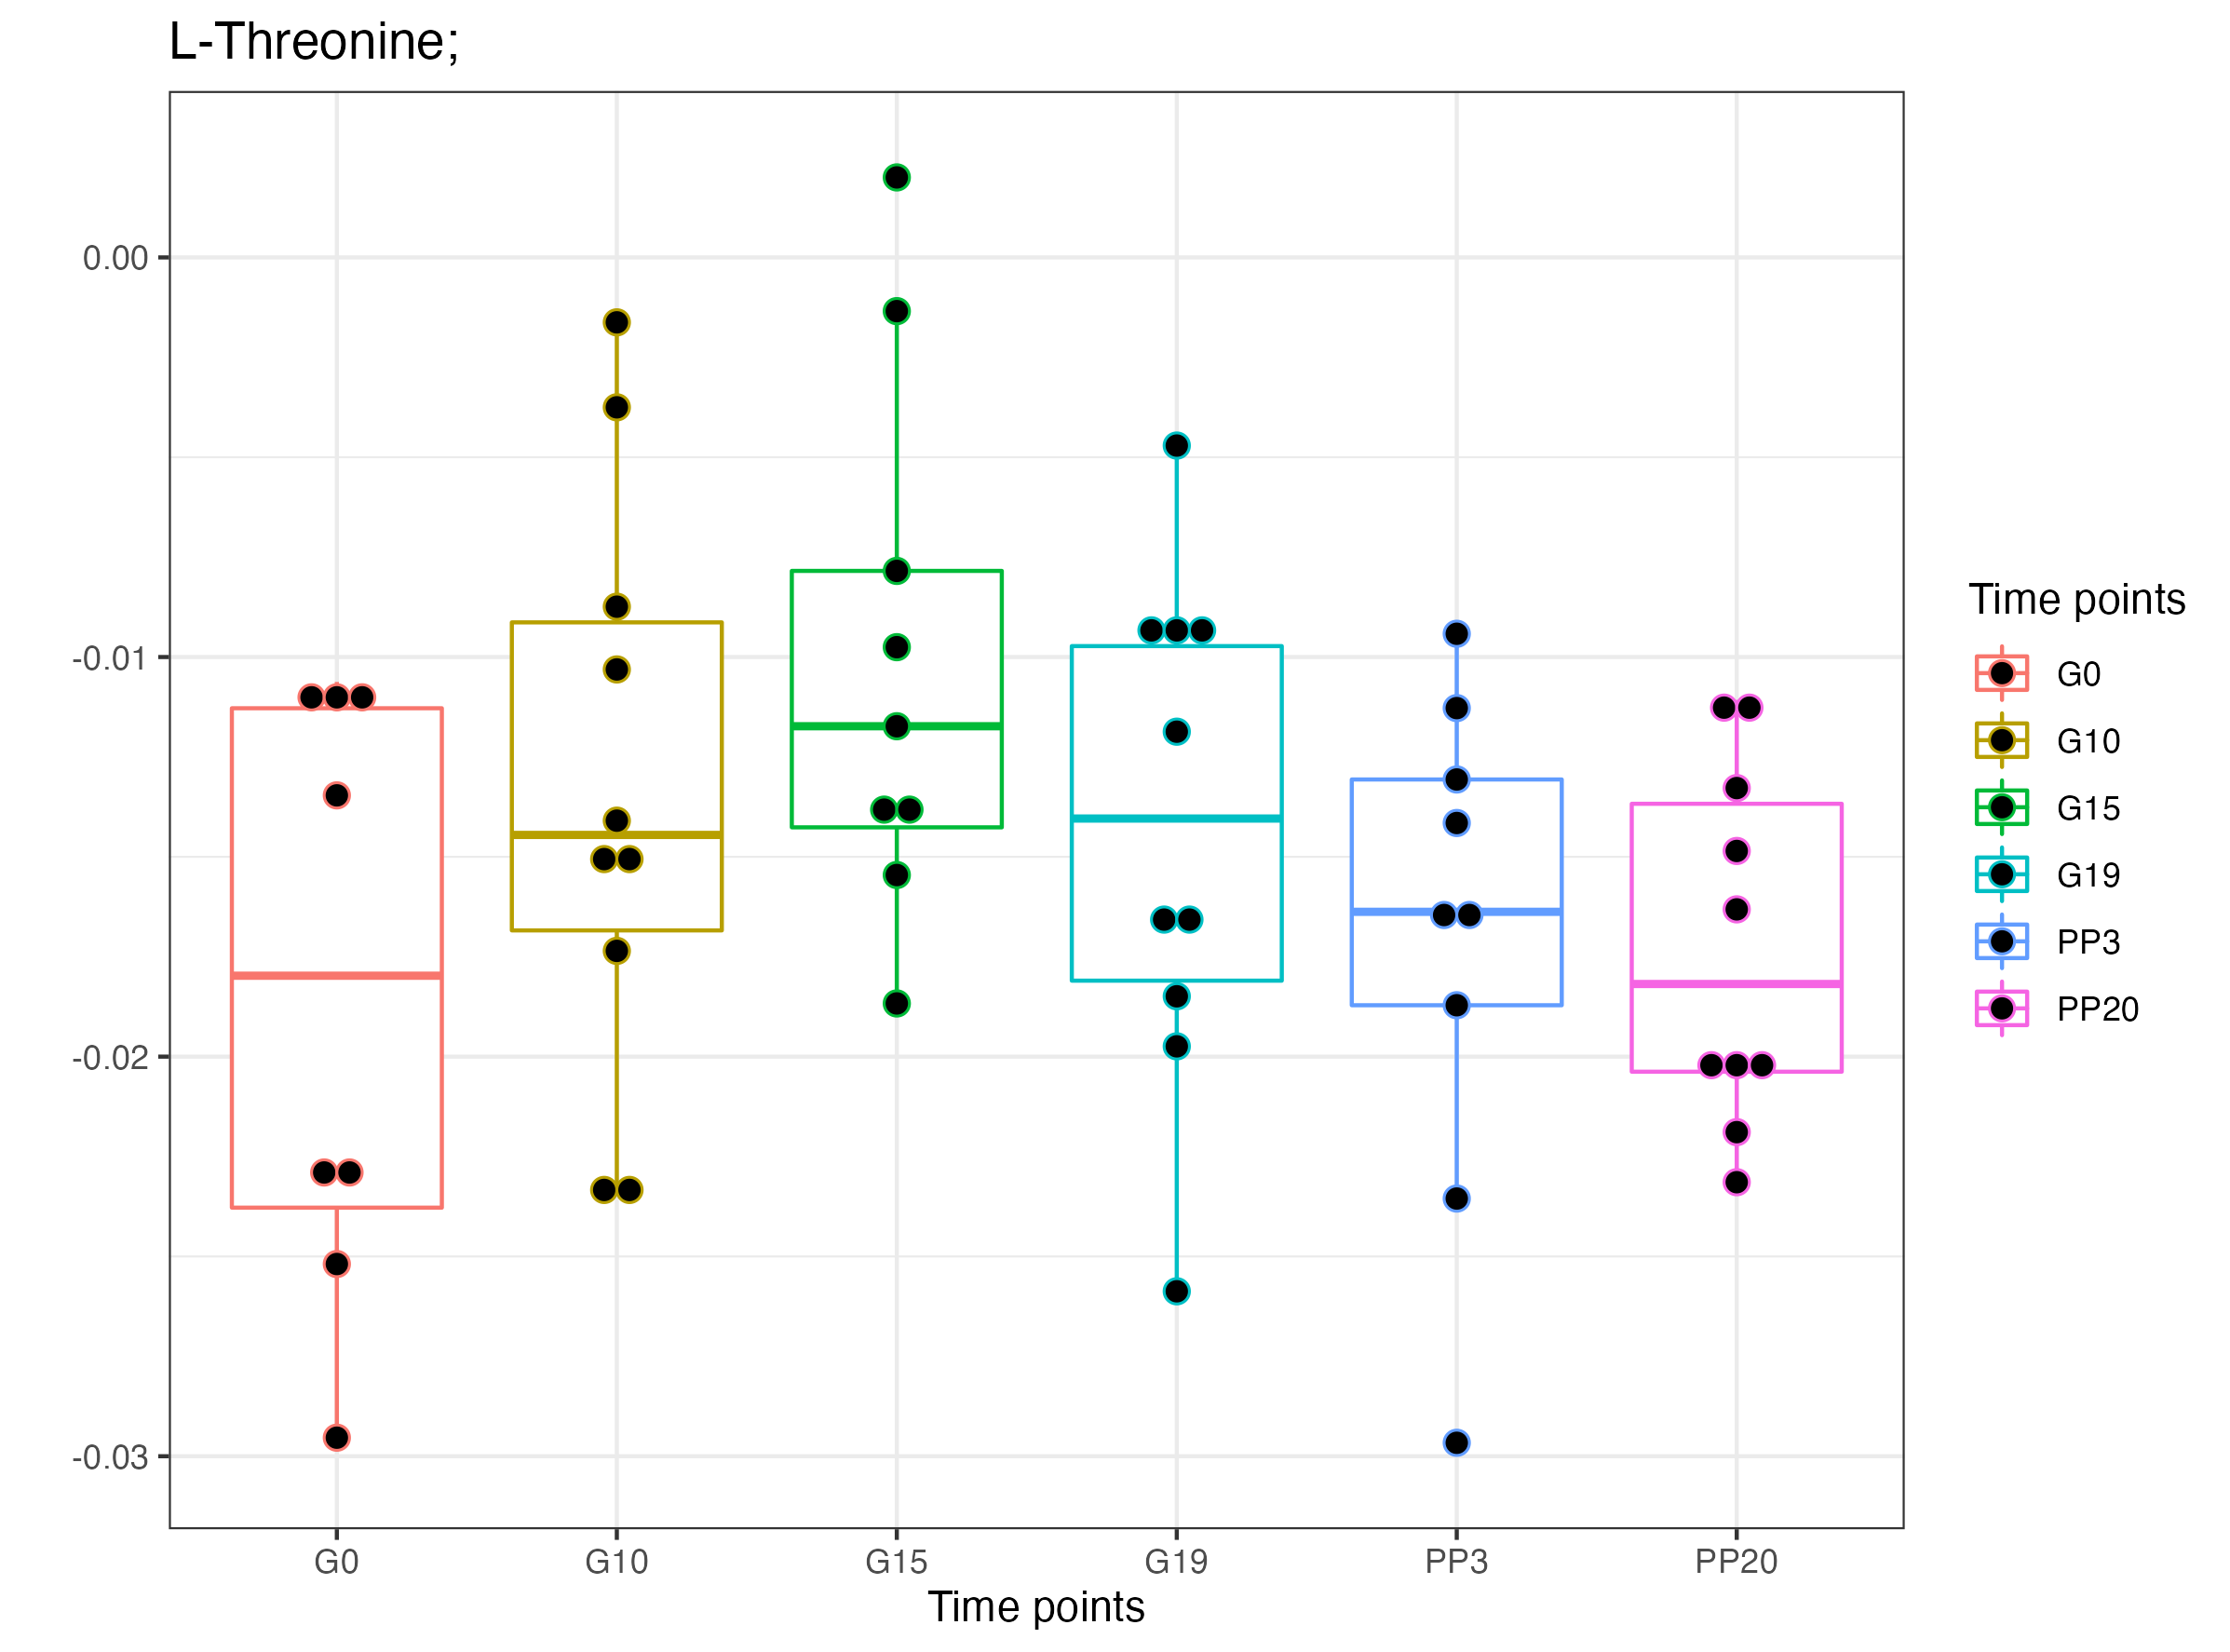 L-Threonine;
0.00
-0.01
-0.02
-0.03
G0 G10 G15 G19 PP3 PP20
Time points
Time points
G0
G10
G15
G19
PP3
PP20